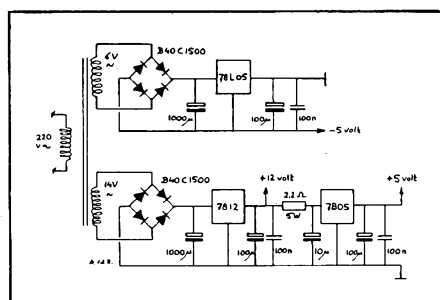 6V
~
B40C1500
78L05
1000µ
100µ
100n
-5 volt
220
V~
14V
~
B40C1500
7812
+12 volt
2.2Ω
5W
7805
+5 volt
1000µ
100µ
100n
10µ
100µ
100n